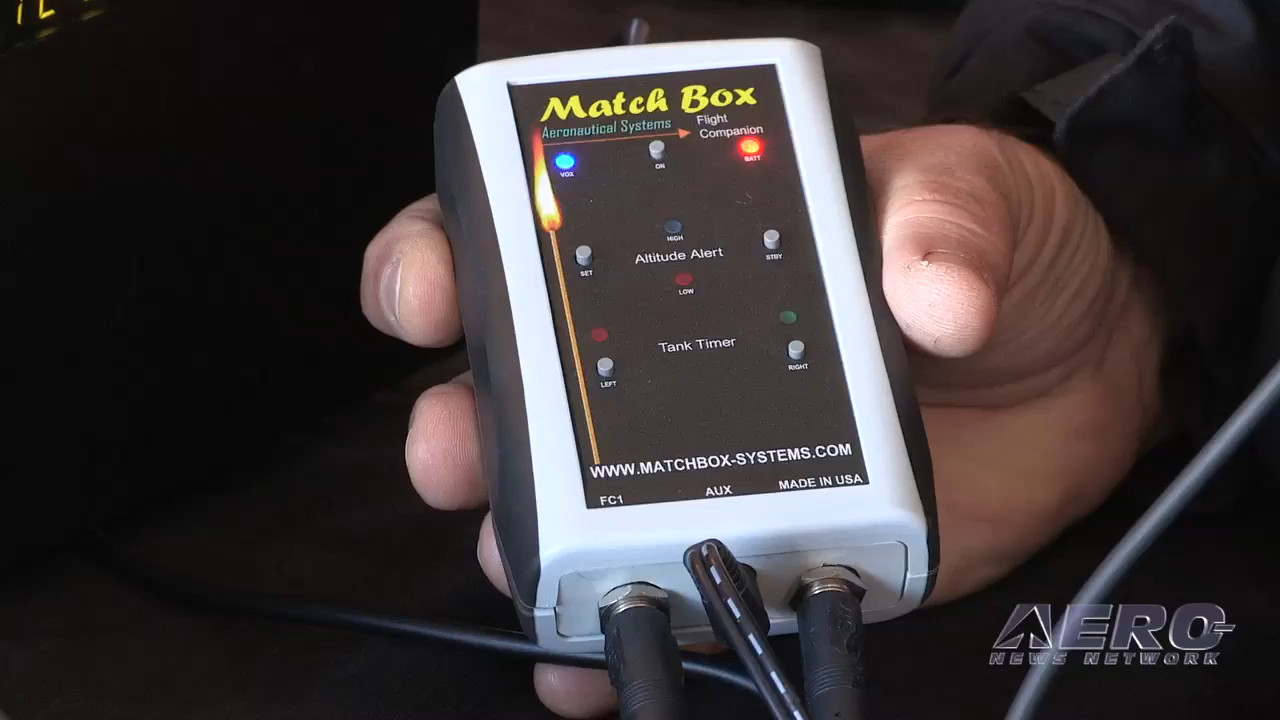 Match Box
Aeronautical Systems
Flight
Companion
VOX
ON
BATT
HIGH
SET
Altitude Alert
STBY
LOW
Tank Timer
LEFT
RIGHT
WWW.MATCHBOX-SYSTEMS.COM
FC1
AUX
MADE IN USA
AERO
NEWS NETWORK